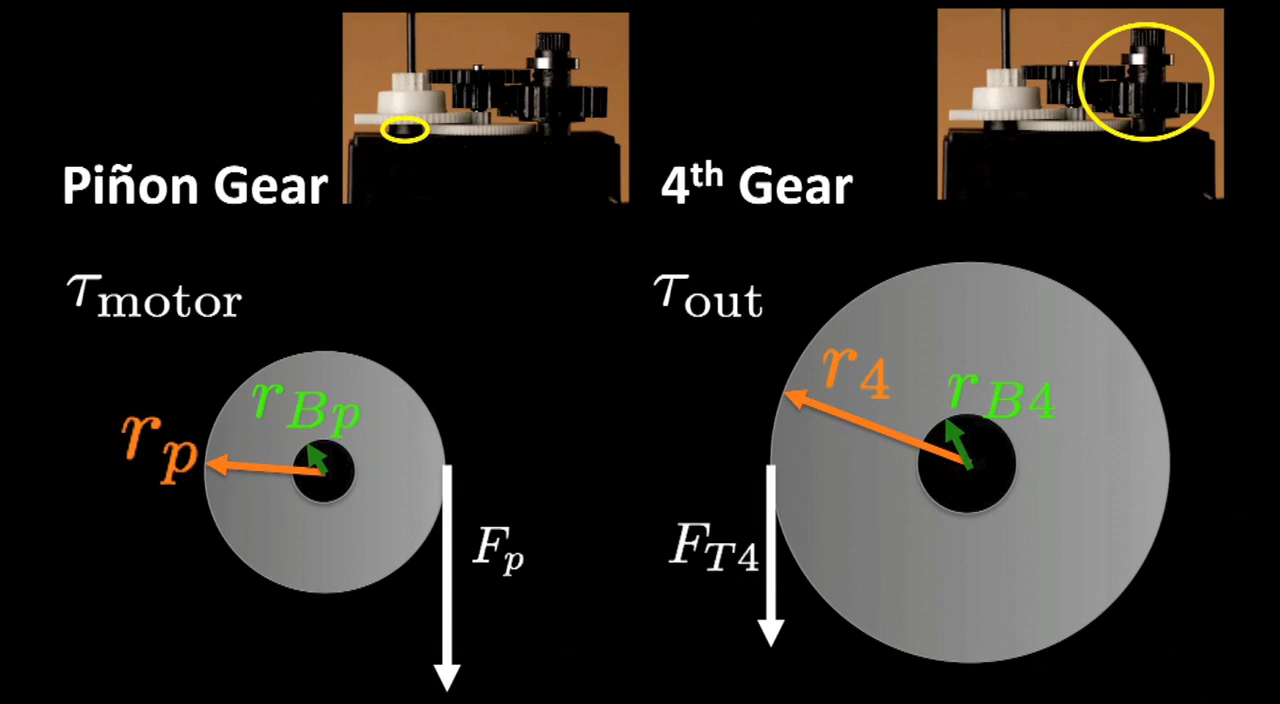 Piñon Gear
4th Gear
τmotor
τout
rBp
rp
Fp
r4
rB4
FT4